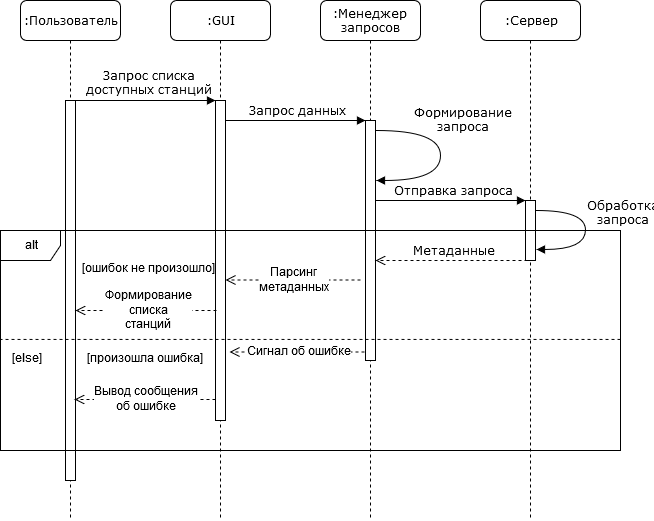 :Пользователь
:GUI
:Менеджер
запросов
:Сервер
Запрос списка
доступных станций
Запрос данных
Формирование
запроса
Отправка запроса
Обработка
запроса
alt
Метаданные
[ошибок не произошло]
Парсинг
метаданных
Формирование
списка
станций
Сигнал об ошибке
[else]
[произошла ошибка]
Вывод сообщения
об ошибке